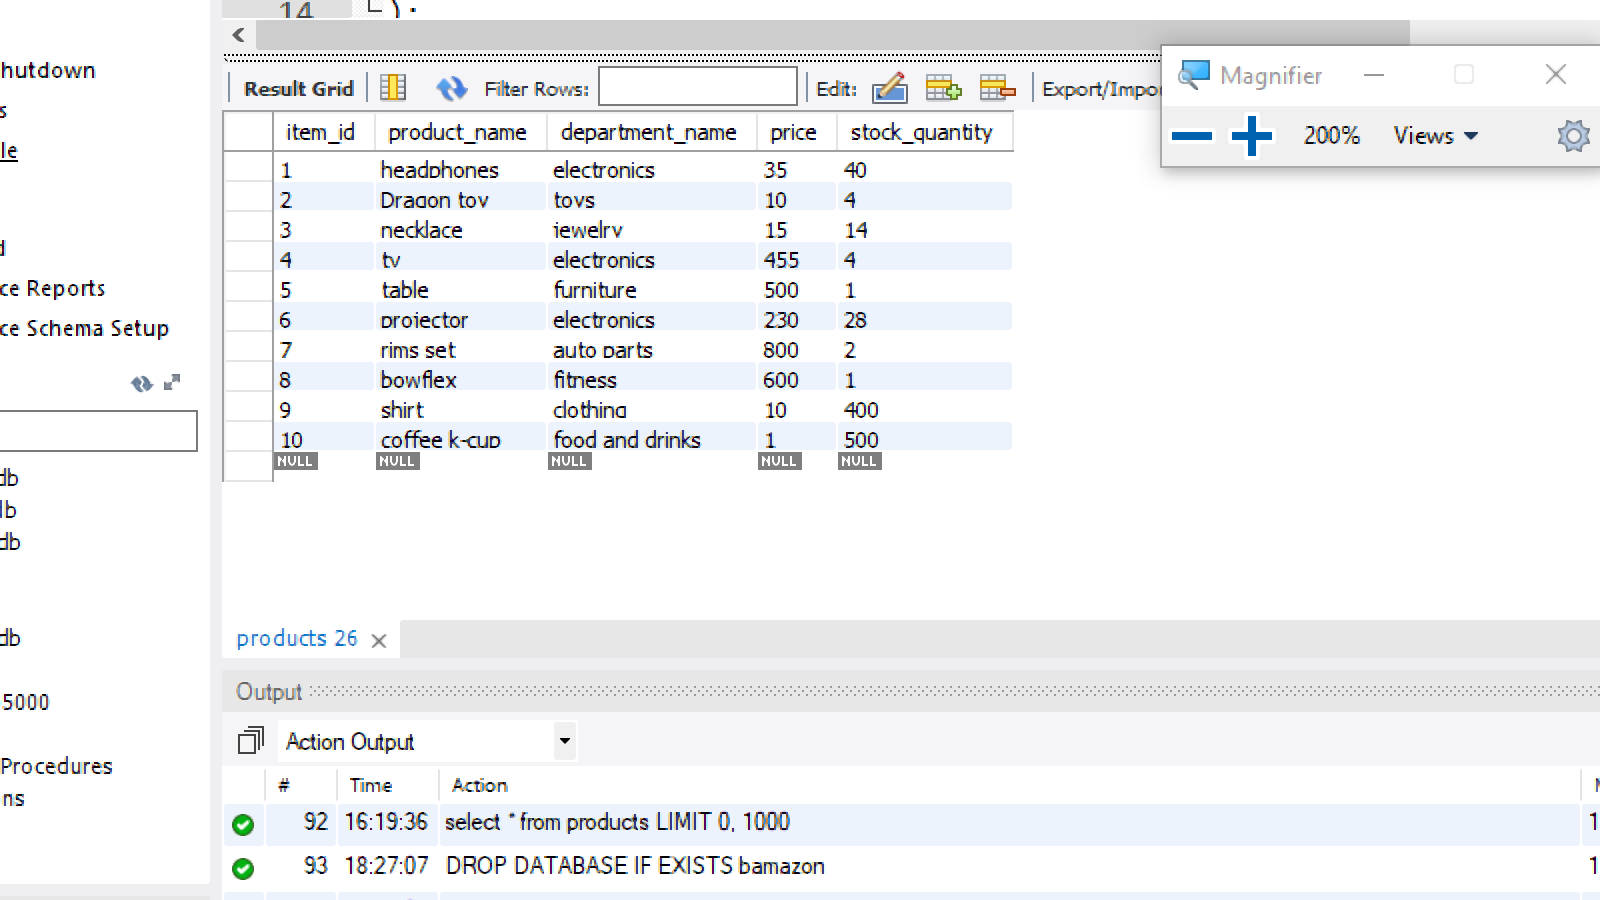 14 );
hutdown
s
le
d
ce Reports
ce Schema Setup
db
lb
db
db
5000
Procedures
ns
Result Grid Filter Rows: Edit: Export/Impo
Magnifier
200% Views
item_id product_name department_name price stock_quantity
1 headphones electronics 35 40
2 Dragon toy toys 10 4
3 necklace jewelry 15 14
4 tv electronics 455 4
5 table furniture 500 1
6 projector electronics 230 28
7 rims set auto parts 800 2
8 bowflex fitness 600 1
9 shirt clothing 10 400
10 coffee k-cup food and drinks 1 500
NULL NULL NULL NULL NULL
products 26
Output
Action Output
# Time Action
92 16:19:36 select * from products LIMIT 0, 1000 1
93 18:27:07 DROP DATABASE IF EXISTS bamazon 1